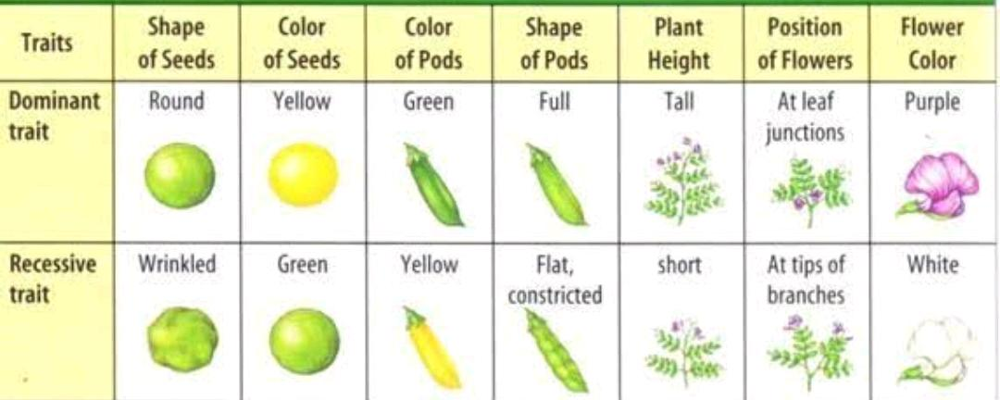 Traits
Shape
of Seeds
Color
of Seeds
Color
of Pods
Shape
of Pods
Plant
Height
Position
of Flowers
Flower
Color
Dominant
trait
Round
Yellow
Green
Full
Tall
At leaf
junctions
Purple
Recessive
trait
Wrinkled
Green
Yellow
Flat,
constricted
short
At tips of
branches
White